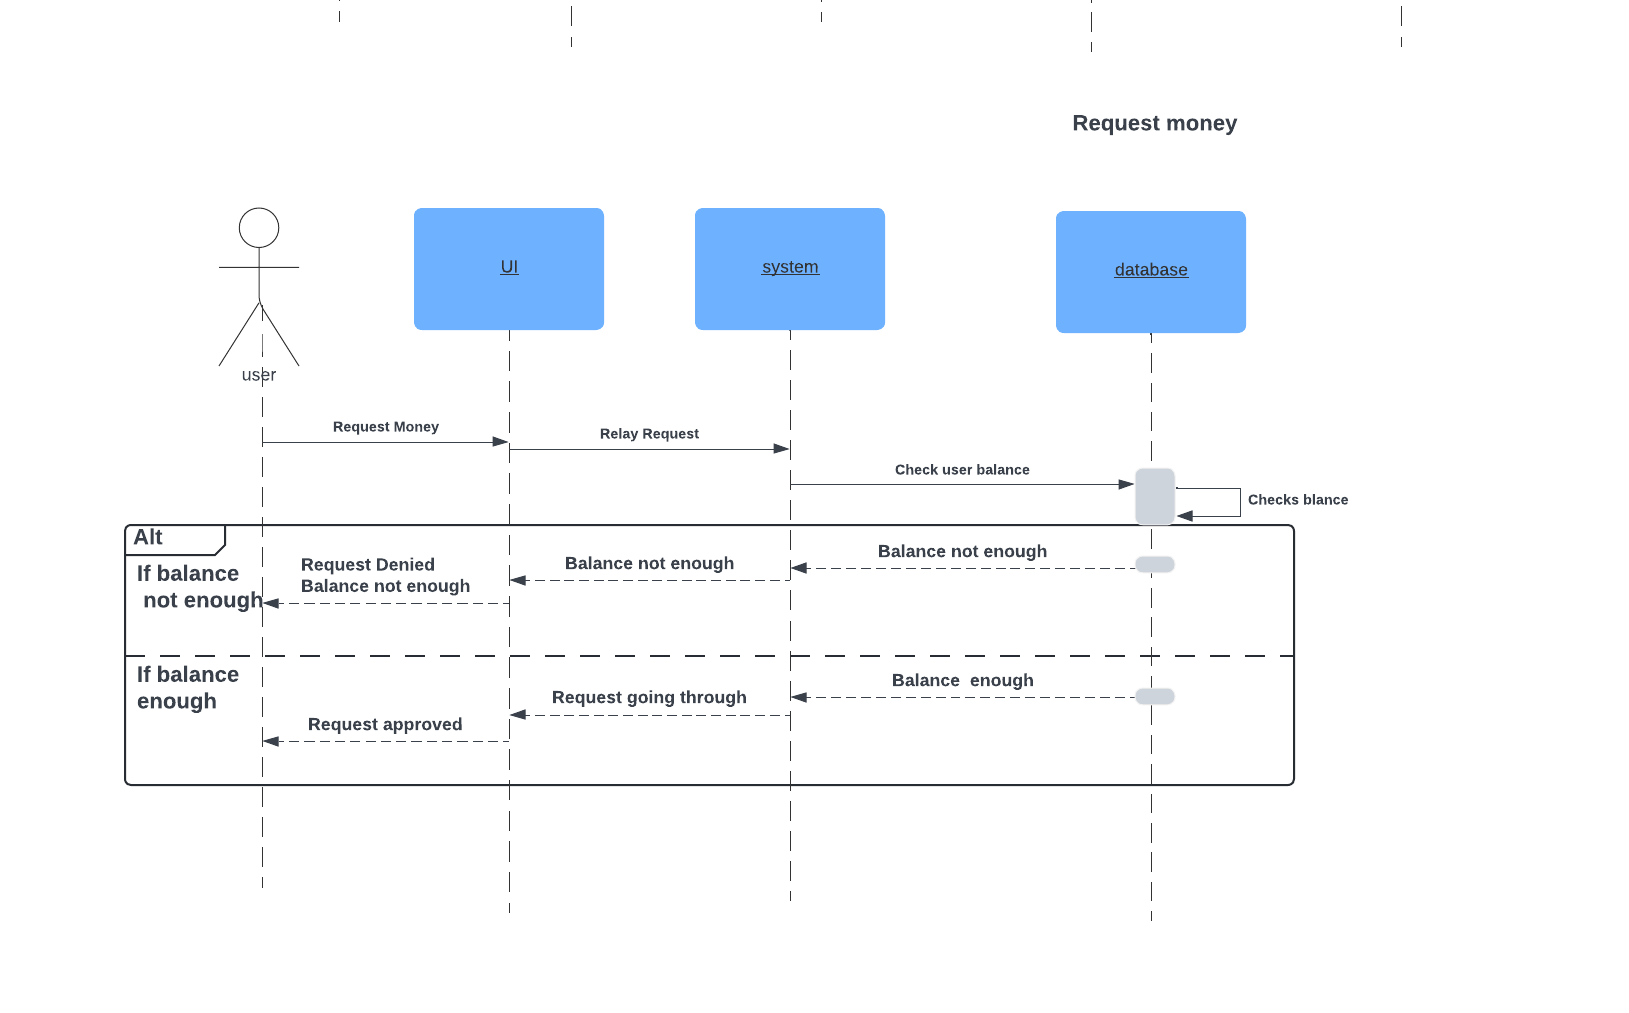 Request money
UI
system
database
user
Request Money
Relay Request
Check user balance
Checks blance
Alt
If balance
not enough
Request Denied
Balance not enough
Balance not enough
Balance not enough
If balance
enough
Request approved
Request going through
Balance  enough